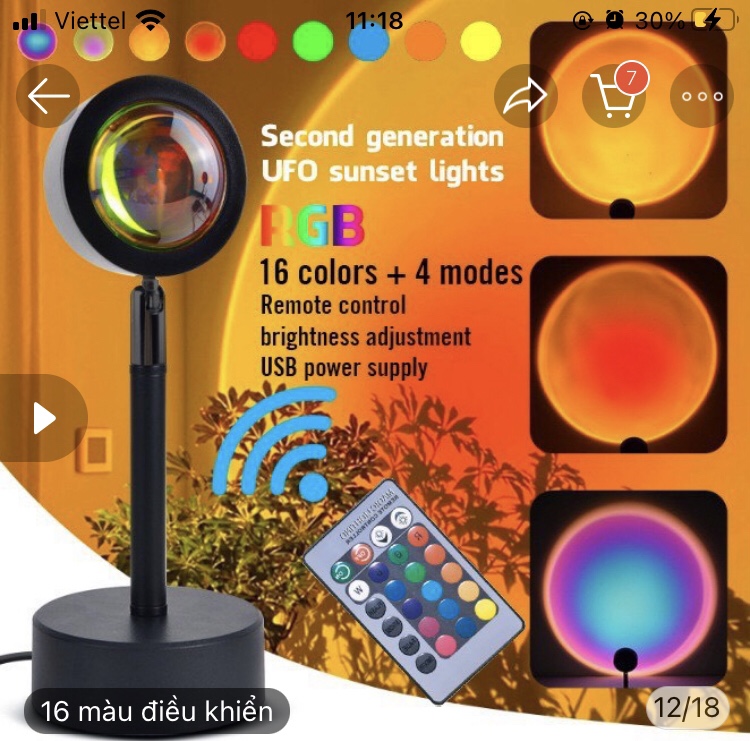 Viettel 11:18 30%
7
Second generation
UFO sunset lights
RGB
16 colors + 4 modes
Remote control
brightness adjustment
USB power supply
W
R
16 màu điều khiển
12/18